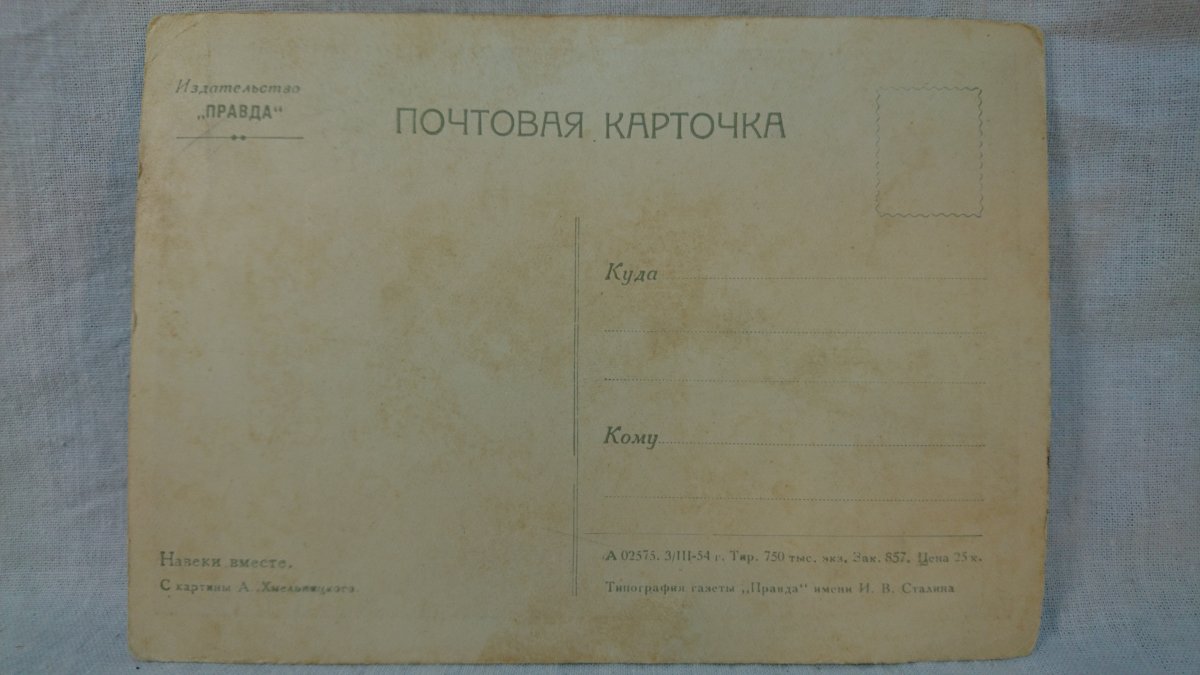 Издательство
„ПРАВДА“
ПОЧТОВАЯ КАРТОЧКА
Куда
Кому
Навеки вместе.
С картины А. Хмельницкого
А 02575. 3/III-54 г. Тир. 750 тыс. экз. Зак. 857. Цена 25 к.
Типография газеты „Правда“ имени И. В. Сталина